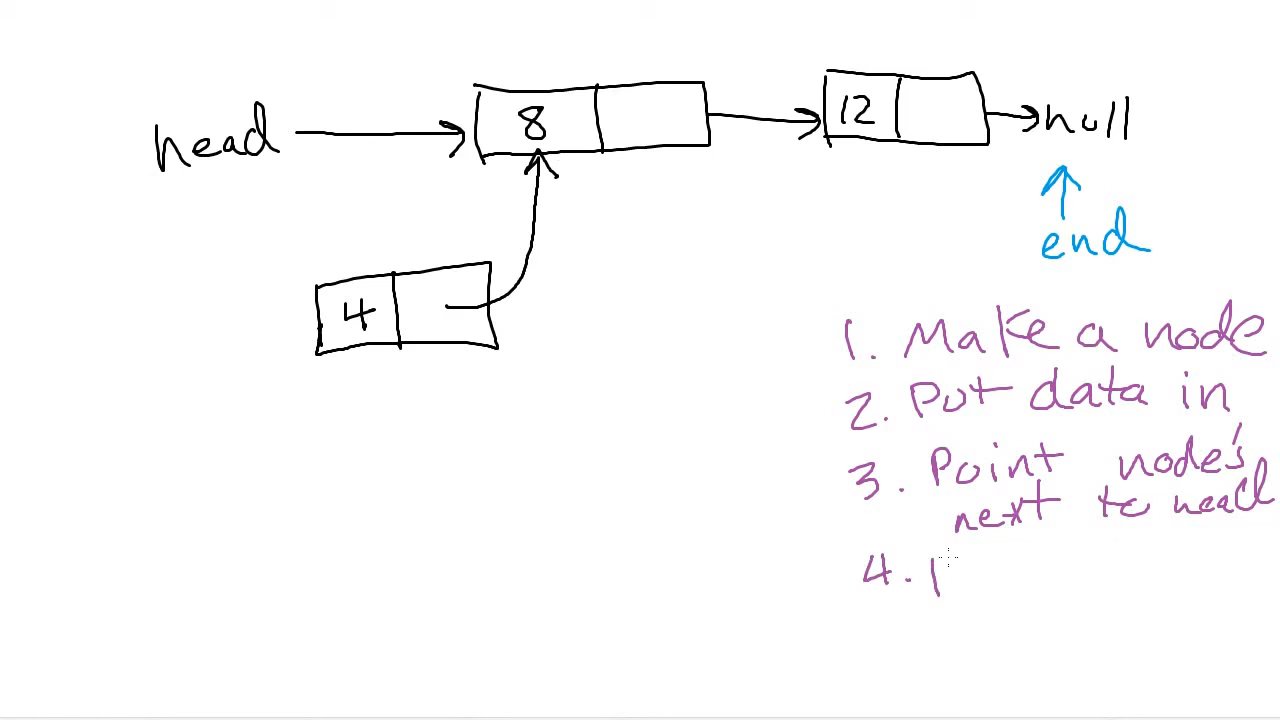 head
8
12
null
end
4
1. Make a node
2. Put data in
3. Point node's
next to head
4.